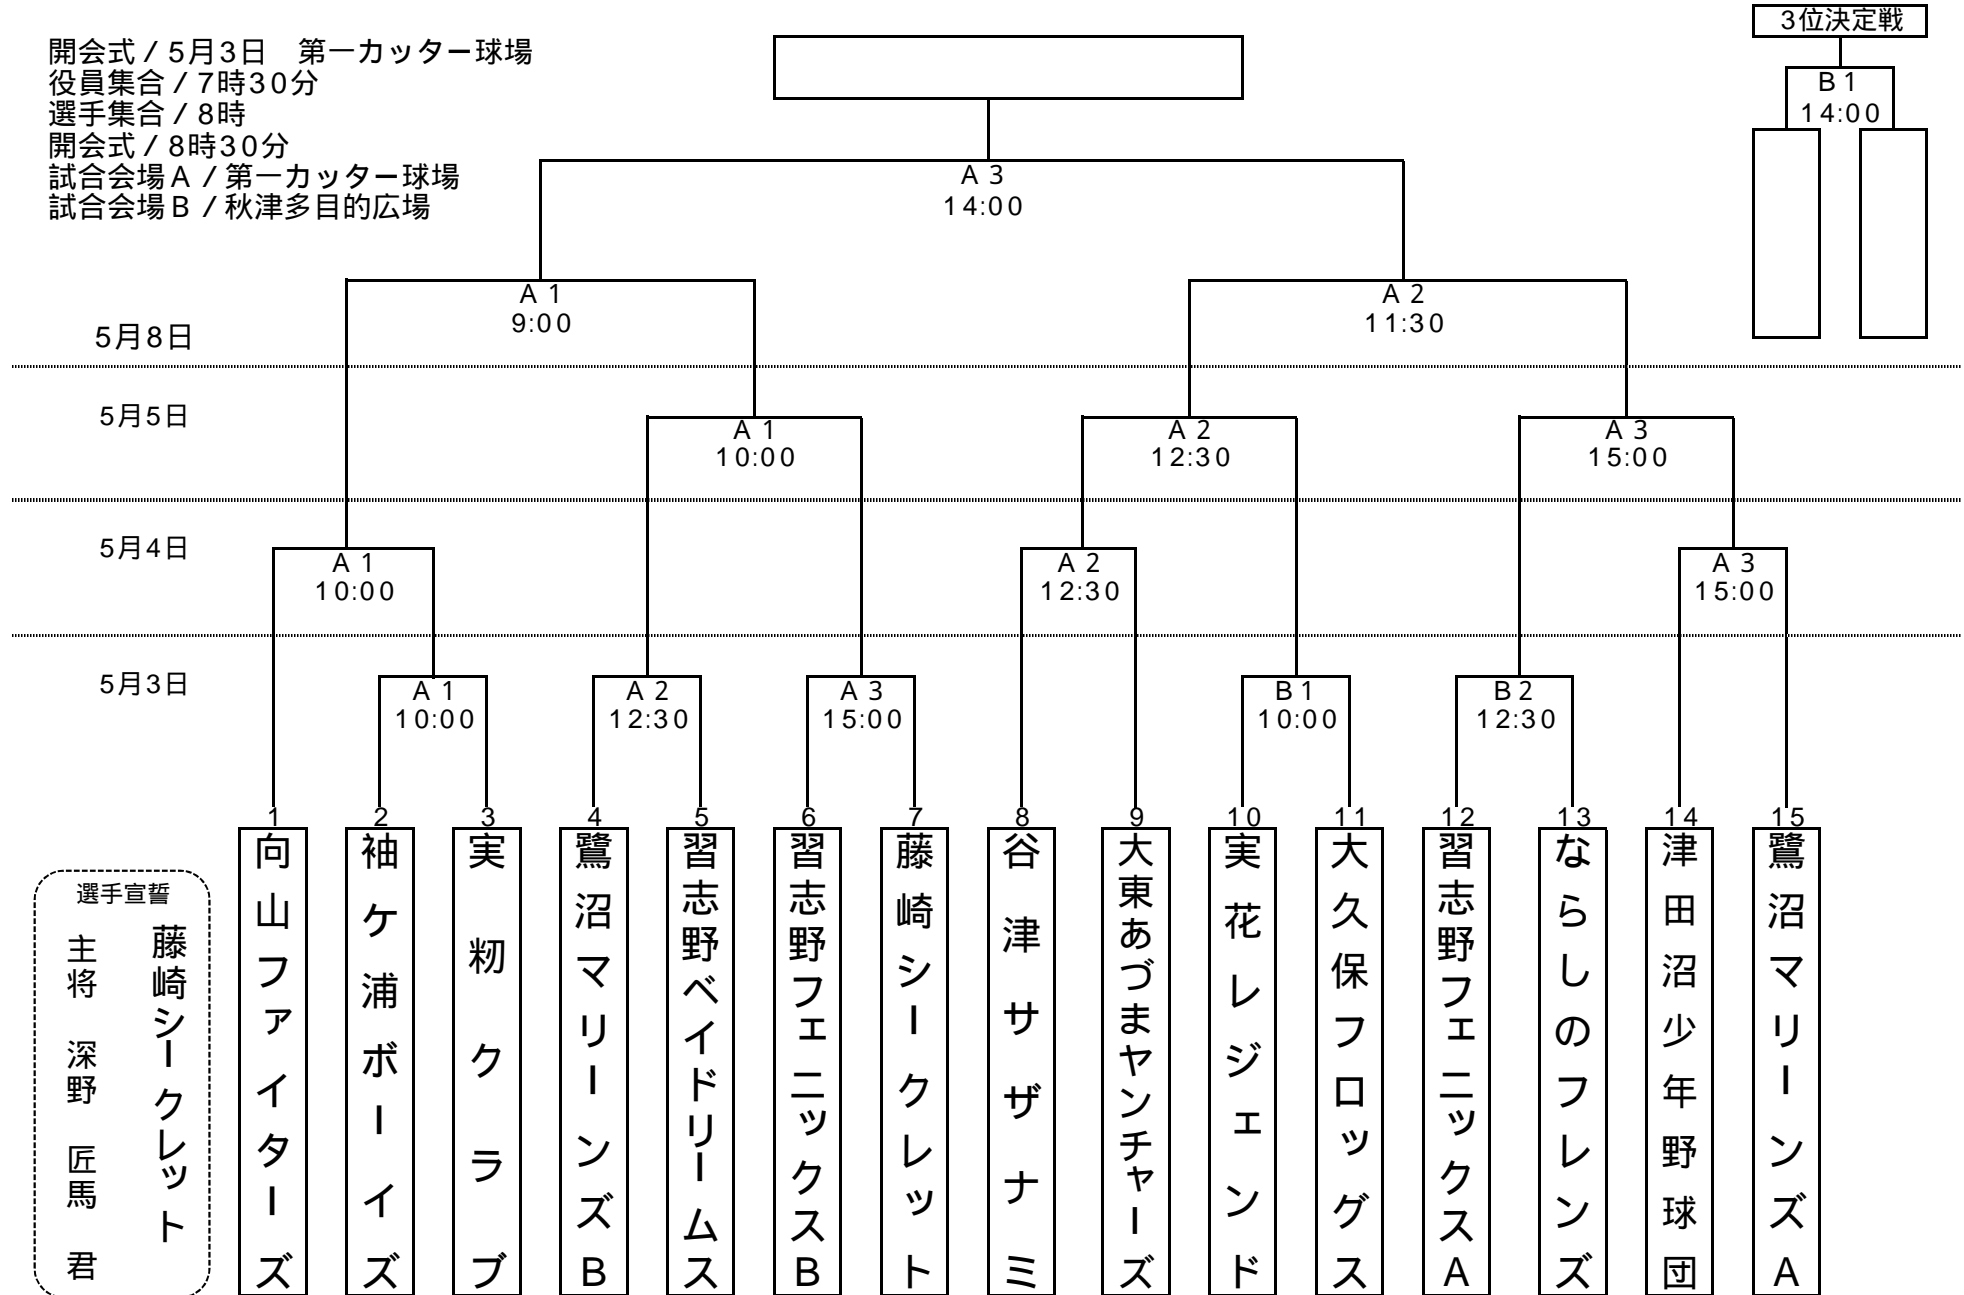 開会式/5月3日　第一カッター球場
役員集合/7時30分
選手集合/8時
開会式/8時30分
試合会場A/第一カッター球場
試合会場B/秋津多目的広場
3位決定戦
B1
14:00
A3
14:00
A1
9:00
A2
11:30
5月8日
5月5日
A1
10:00
A2
12:30
A3
15:00
5月4日
A1
10:00
A2
12:30
A3
15:00
5月3日
A1
10:00
A2
12:30
A3
15:00
B1
10:00
B2
12:30
1
向山ファイターズ
2
袖ケ浦ボーイズ
3
実籾クラブ
4
鷺沼マリーンズB
5
習志野ベイドリームス
6
習志野フェニックスB
7
藤崎シークレット
8
谷津サザナミ
9
大東あづまヤンチャーズ
10
実花レジェンド
11
大久保フロッグス
12
習志野フェニックスA
13
ならしのフレンズ
14
津田沼少年野球団
15
鷺沼マリーンズA
選手宣誓
藤崎シークレット
主将　深野　匠馬　君